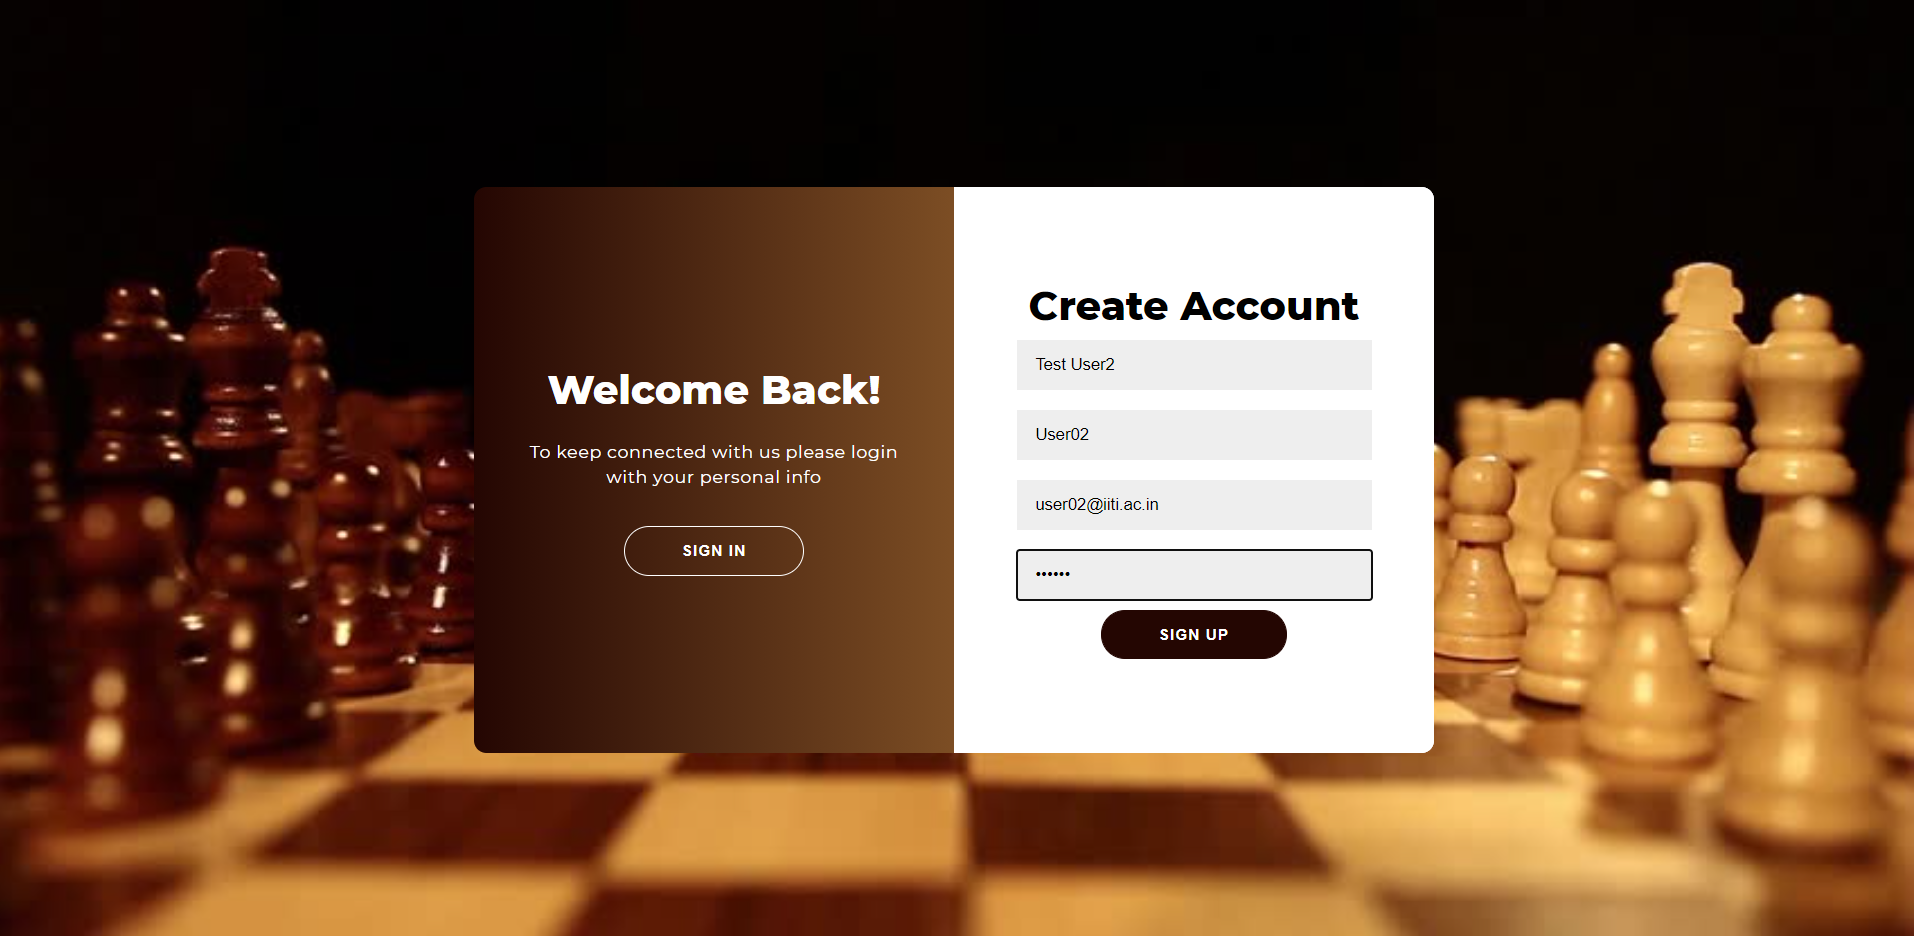 Welcome Back!
To keep connected with us please login
with your personal info
SIGN IN
Create Account
Test User2
User02
user02@iiti.ac.in
••••••
SIGN UP